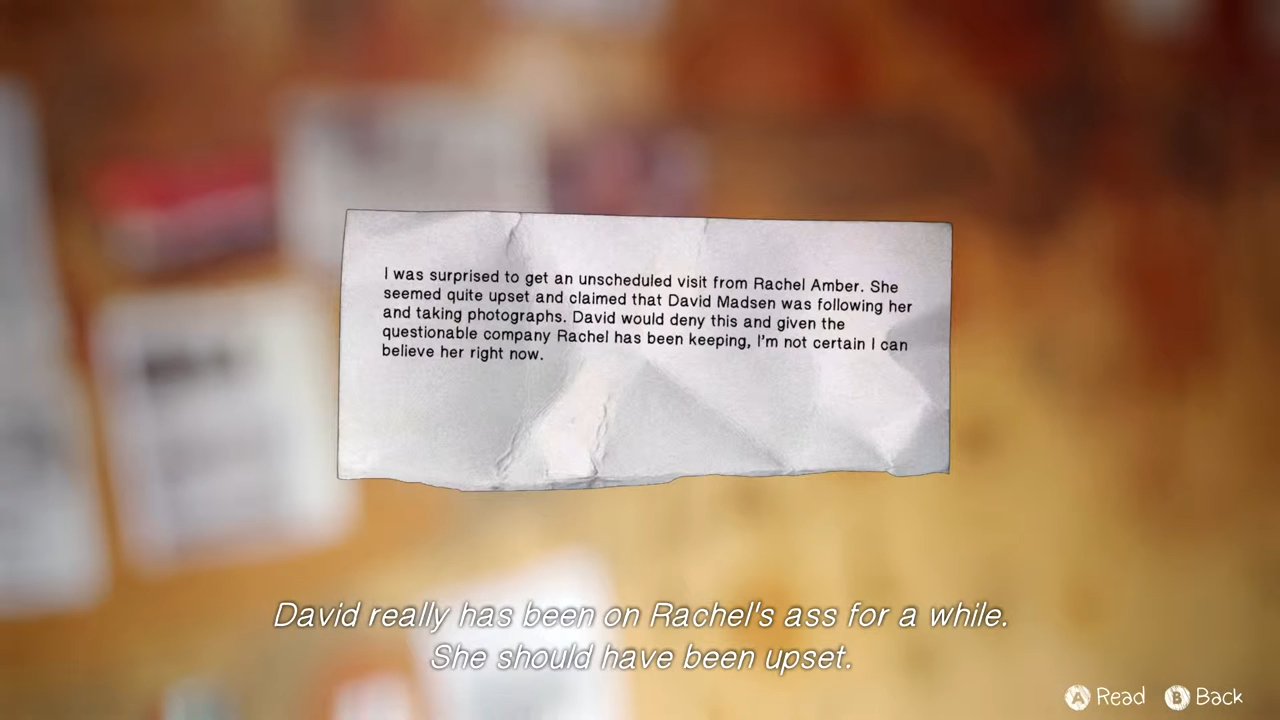 I was surprised to get an unscheduled visit from Rachel Amber. She
seemed quite upset and claimed that David Madsen was following her
and taking photographs. David would deny this and given the
questionable company Rachel has been keeping, I'm not certain I can
believe her right now.
David really has been on Rachel's ass for a while.
She should have been upset.
A Read B Back